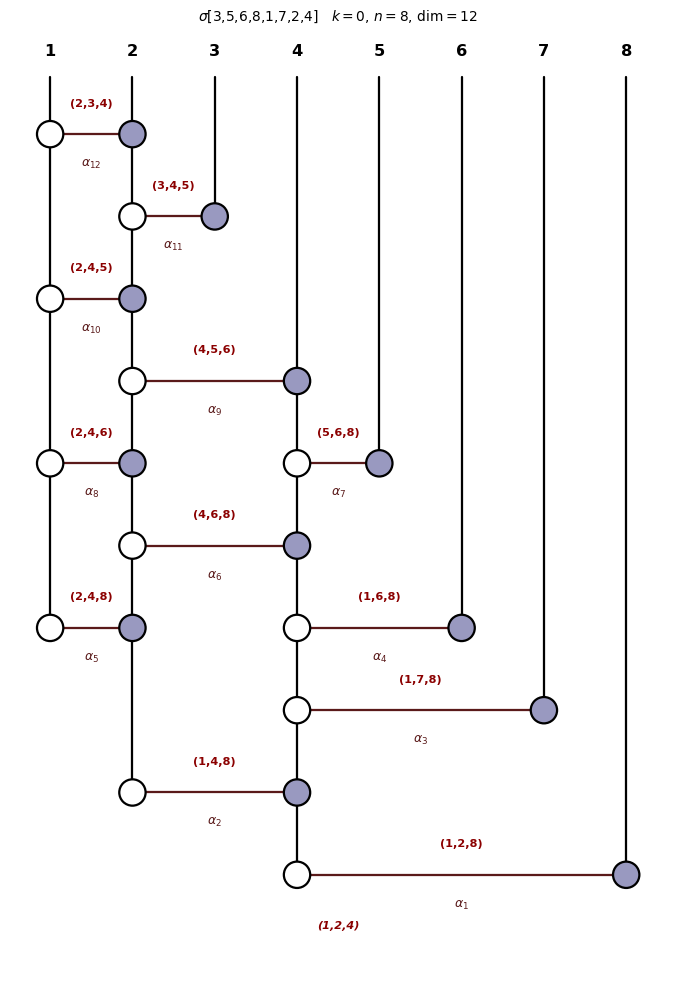 σ[3,5,6,8,1,7,2,4]   k=0, n=8, dim=12
1 2 3 4 5 6 7 8
(2,3,4)
α12
(3,4,5)
α11
(2,4,5)
α10
(4,5,6)
α9
(2,4,6) (5,6,8)
α8 α7
(4,6,8)
α6
(2,4,8) (1,6,8)
α5 α4
(1,7,8)
α3
(1,4,8)
α2
(1,2,8)
α1
(1,2,4)